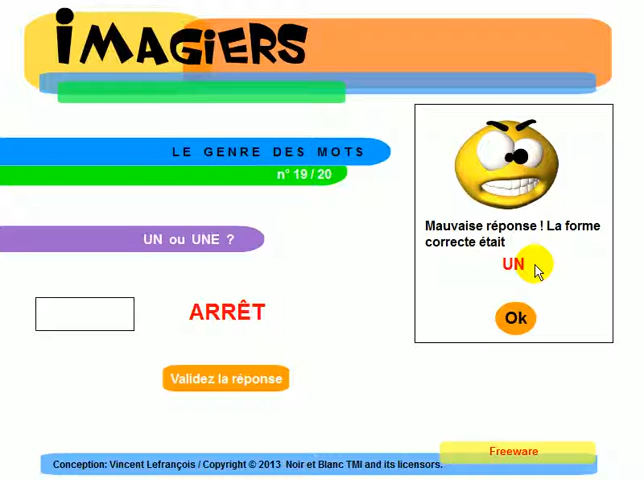 iMAGiERS
LE GENRE DES MOTS
n° 19 / 20
UN ou UNE ?
ARRÊT
Validez la réponse
Mauvaise réponse ! La forme
correcte était
UN
Ok
Freeware
Conception: Vincent Lefrançois / Copyright © 2013 Noir et Blanc TMI and its licensors.